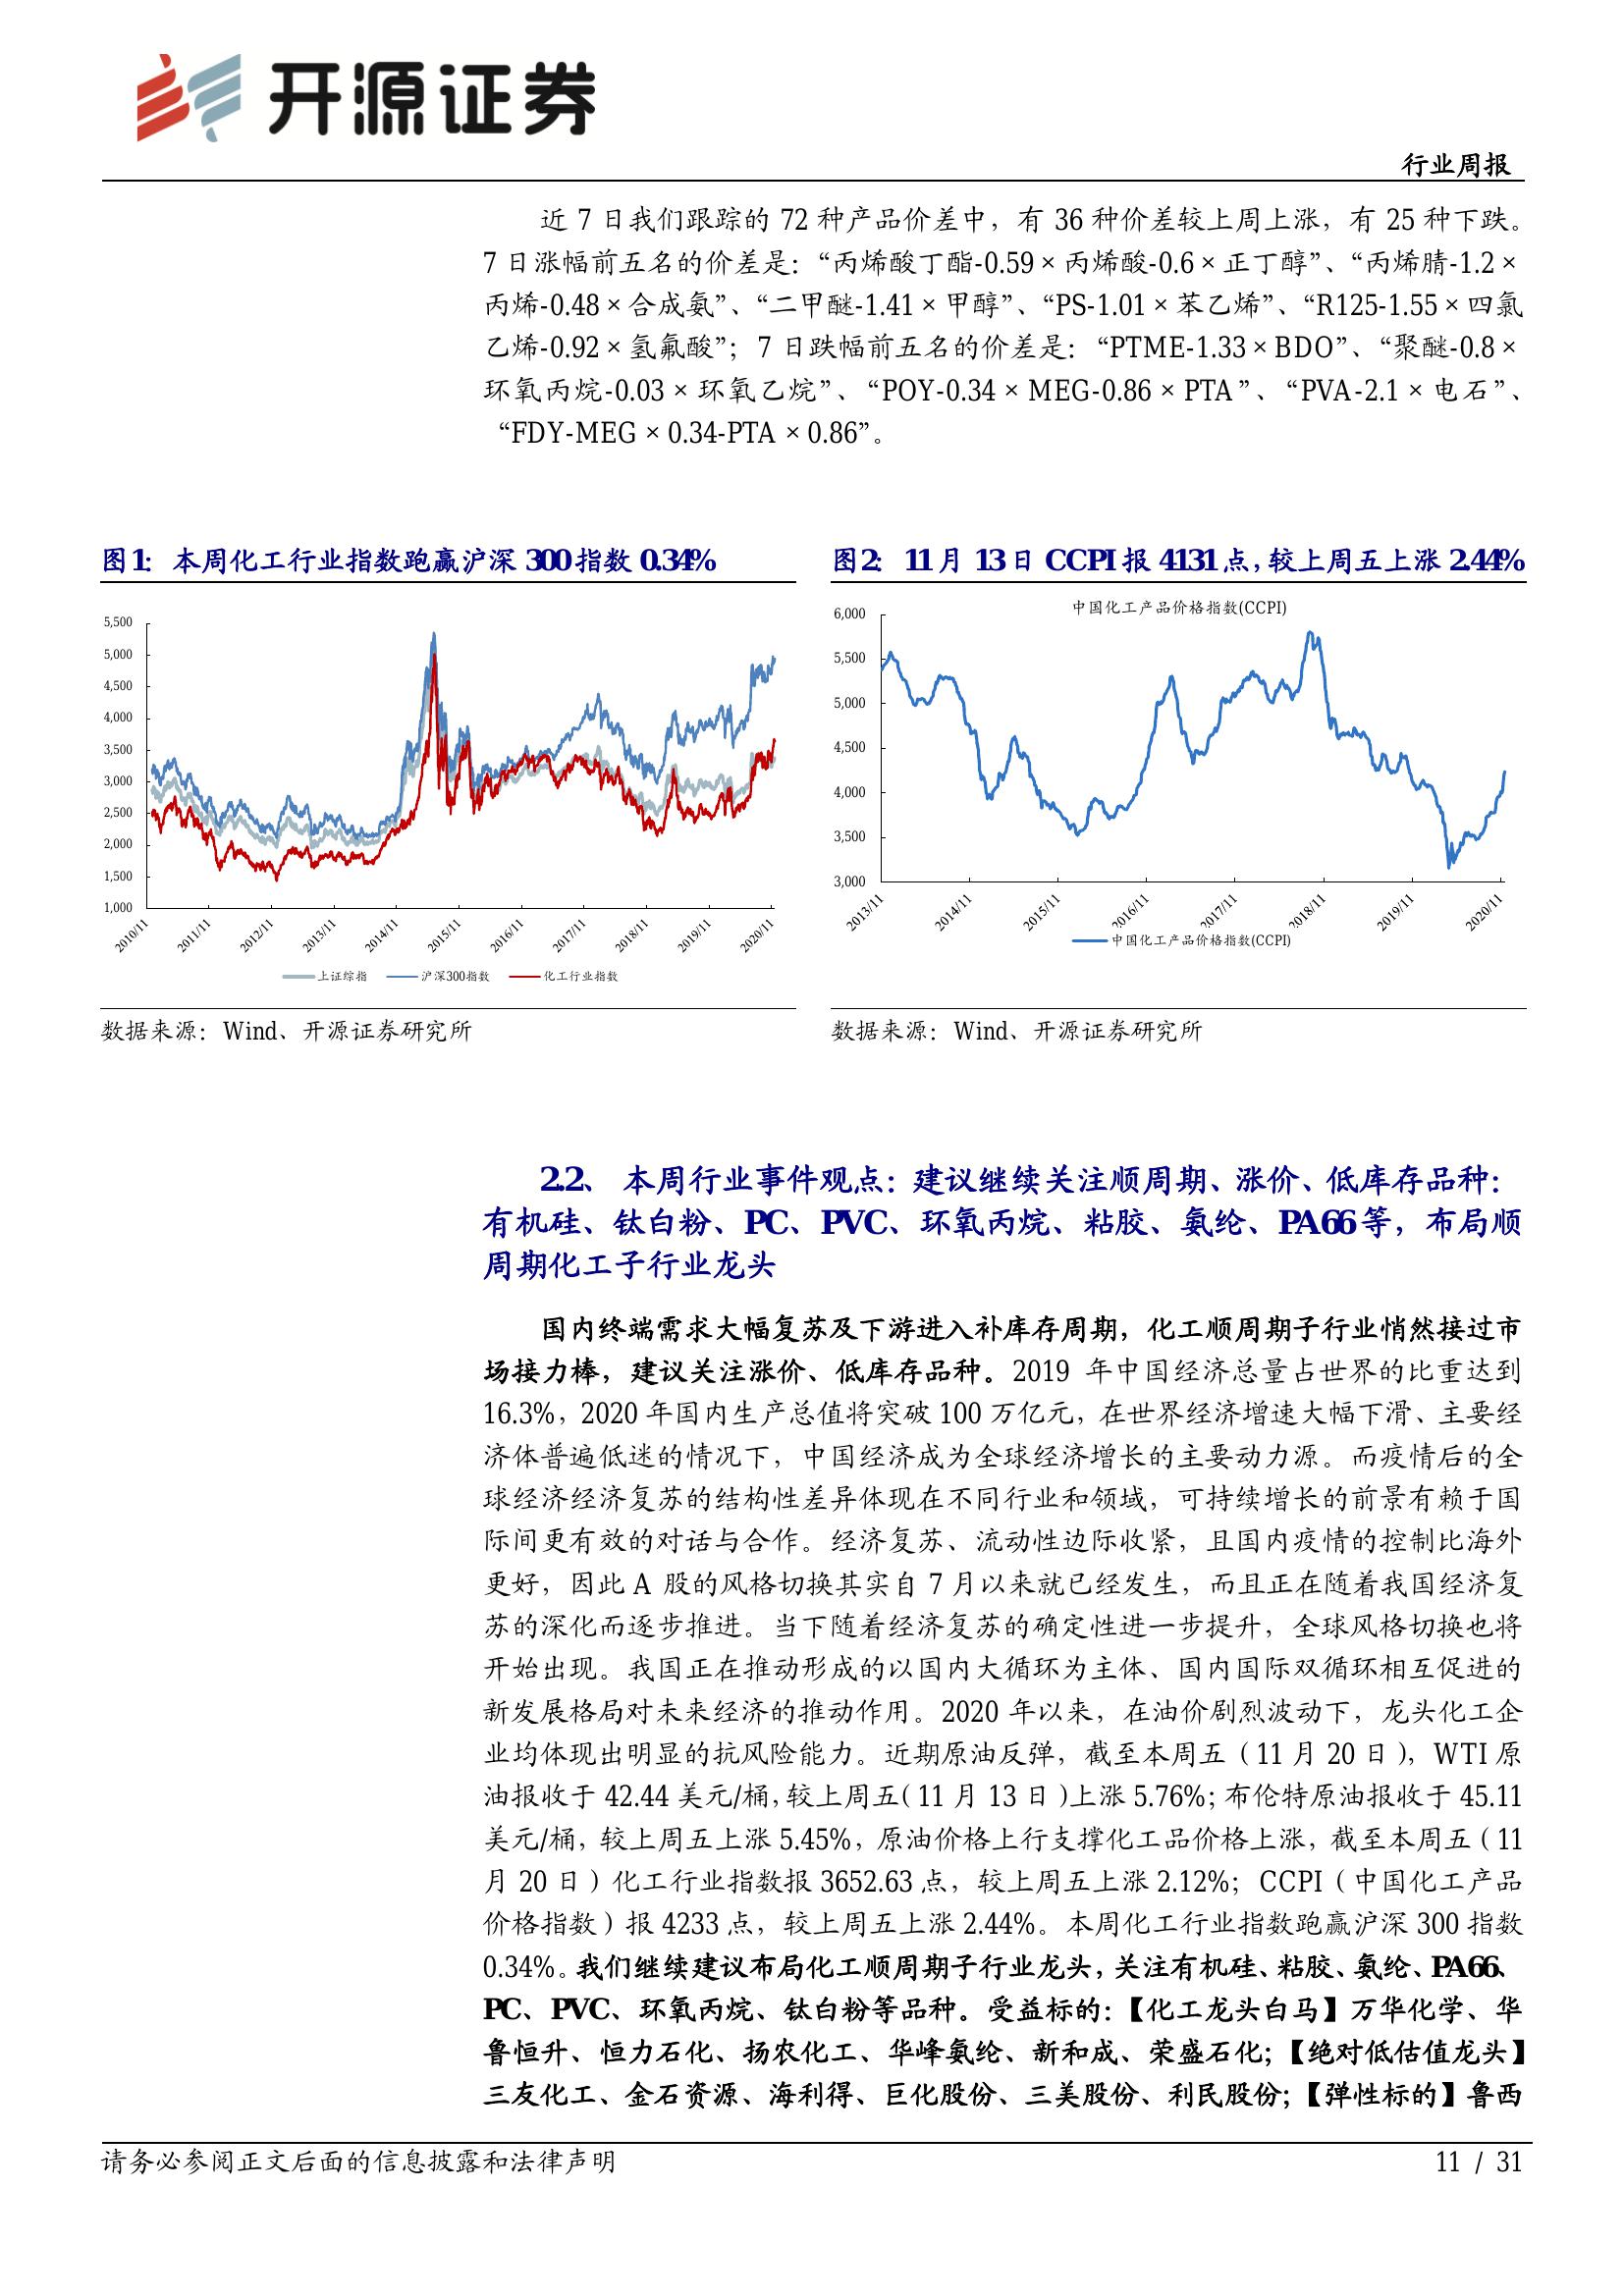 开源证券
行业周报
近 7 日我们跟踪的 72 种产品价差中，有 36 种价差较上周上涨，有 25 种下跌。
7 日涨幅前五名的价差是：“丙烯酸丁酯-0.59×丙烯酸-0.6×正丁醇”、“丙烯腈-1.2×
丙烯-0.48×合成氨”、“二甲醚-1.41×甲醇”、“PS-1.01×苯乙烯”、“R125-1.55×四氯
乙烯-0.92×氢氟酸”；7 日跌幅前五名的价差是：“PTME-1.33×BDO”、“聚醚-0.8×
环氧丙烷-0.03×环氧乙烷”、“POY-0.34×MEG-0.86×PTA”、“PVA-2.1×电石”、
“FDY-MEG×0.34-PTA×0.86”。
图1： 本周化工行业指数跑赢沪深 300 指数 0.34%
5,500
5,000
4,500
4,000
3,500
3,000
2,500
2,000
1,500
1,000
2010/11
2011/11
2012/11
2013/11
2014/11
2015/11
2016/11
2017/11
2018/11
2019/11
2020/11
上证综指 沪深300指数 化工行业指数
数据来源：Wind、开源证券研究所
图2： 11 月 13 日 CCPI 报 4131 点，较上周五上涨 2.44%
中国化工产品价格指数(CCPI)
6,000
5,500
5,000
4,500
4,000
3,500
3,000
2013/11
2014/11
2015/11
2016/11
2017/11
2018/11
2019/11
2020/11
中国化工产品价格指数(CCPI)
数据来源：Wind、开源证券研究所
2.2、 本周行业事件观点：建议继续关注顺周期、涨价、低库存品种：
有机硅、钛白粉、PC、PVC、环氧丙烷、粘胶、氨纶、PA66 等，布局顺
周期化工子行业龙头
国内终端需求大幅复苏及下游进入补库存周期，化工顺周期子行业悄然接过市
场接力棒，建议关注涨价、低库存品种。2019 年中国经济总量占世界的比重达到
16.3%，2020 年国内生产总值将突破 100 万亿元，在世界经济增速大幅下滑、主要经
济体普遍低迷的情况下，中国经济成为全球经济增长的主要动力源。而疫情后的全
球经济经济复苏的结构性差异体现在不同行业和领域，可持续增长的前景有赖于国
际间更有效的对话与合作。经济复苏、流动性边际收紧，且国内疫情的控制比海外
更好，因此 A 股的风格切换其实自 7 月以来就已经发生，而且正在随着我国经济复
苏的深化而逐步推进。当下随着经济复苏的确定性进一步提升，全球风格切换也将
开始出现。我国正在推动形成的以国内大循环为主体、国内国际双循环相互促进的
新发展格局对未来经济的推动作用。2020 年以来，在油价剧烈波动下，龙头化工企
业均体现出明显的抗风险能力。近期原油反弹，截至本周五（11 月 20 日），WTI 原
油报收于 42.44 美元/桶，较上周五（11 月 13 日）上涨 5.76%；布伦特原油报收于 45.11
美元/桶，较上周五上涨 5.45%，原油价格上行支撑化工品价格上涨，截至本周五（11
月 20 日）化工行业指数报 3652.63 点，较上周五上涨 2.12%；CCPI（中国化工产品
价格指数）报 4233 点，较上周五上涨 2.44%。本周化工行业指数跑赢沪深 300 指数
0.34%。我们继续建议布局化工顺周期子行业龙头，关注有机硅、粘胶、氨纶、PA66、
PC、PVC、环氧丙烷、钛白粉等品种。受益标的：【化工龙头白马】万华化学、华
鲁恒升、恒力石化、扬农化工、华峰氨纶、新和成、荣盛石化；【绝对低估值龙头】
三友化工、金石资源、海利得、巨化股份、三美股份、利民股份；【弹性标的】鲁西
请务必参阅正文后面的信息披露和法律声明
11 / 31